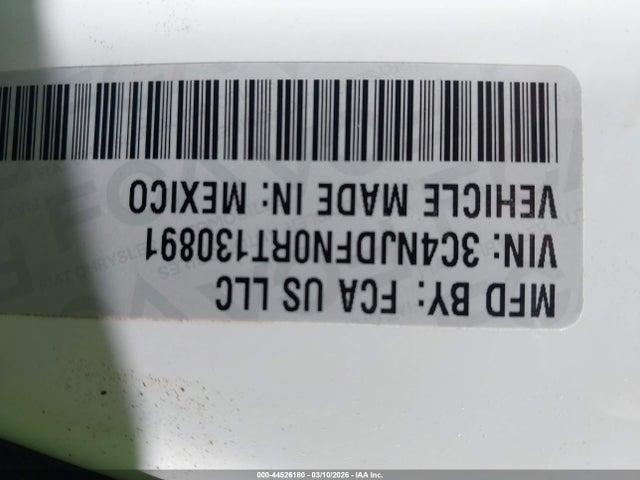 MFD BY: FCA US LLC
VIN: 3C4NJDFN0RT130891
VEHICLE MADE IN: MEXICO
000-44526180 - 03/10/2026 - IAA Inc.